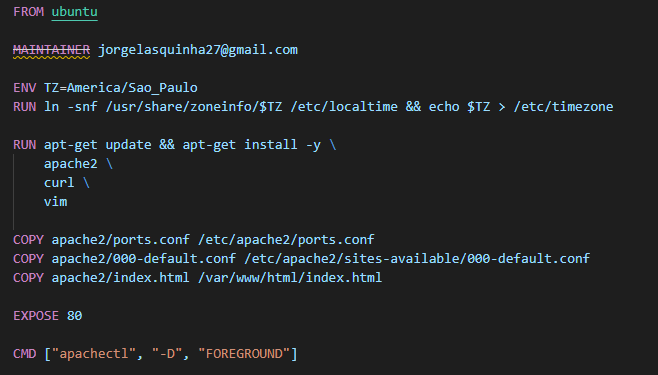 FROM ubuntu
MAINTAINER jorgelasquinha27@gmail.com
ENV TZ=America/Sao_Paulo
RUN ln -snf /usr/share/zoneinfo/$TZ /etc/localtime && echo $TZ > /etc/timezone
RUN apt-get update && apt-get install -y \
    apache2 \
    curl \
    vim
COPY apache2/ports.conf /etc/apache2/ports.conf
COPY apache2/000-default.conf /etc/apache2/sites-available/000-default.conf
COPY apache2/index.html /var/www/html/index.html
EXPOSE 80
CMD ["apachectl", "-D", "FOREGROUND"]